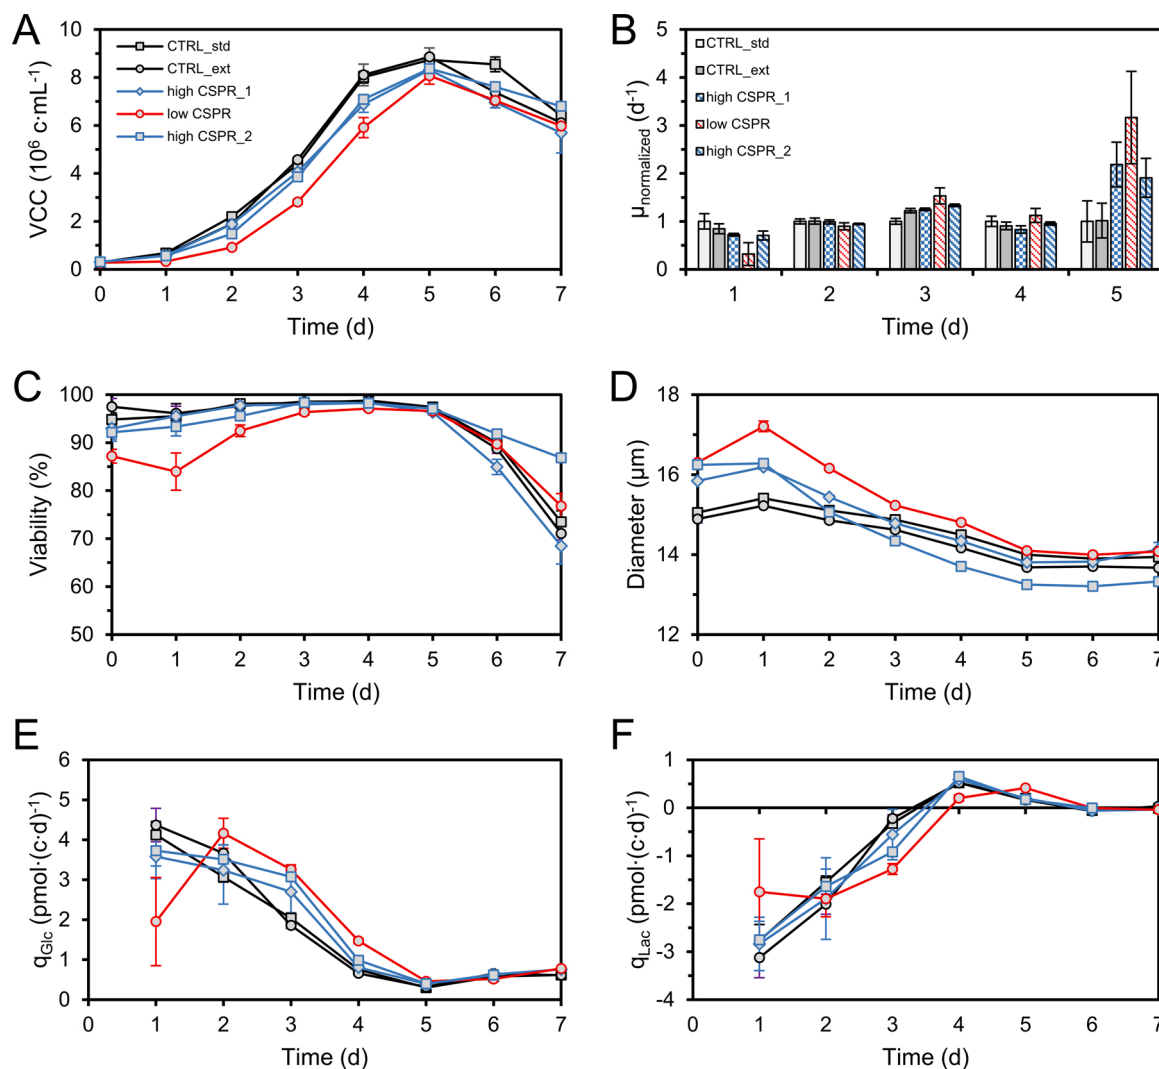 A
10
8
6
4
2
0
VCC (10⁶ c·mL⁻¹)
CTRL_std
CTRL_ext
high CSPR_1
low CSPR
high CSPR_2
0 1 2 3 4 5 6 7
Time (d)
B
5
4
3
2
1
0
μnormalized (d⁻¹)
CTRL_std
CTRL_ext
high CSPR_1
low CSPR
high CSPR_2
1 2 3 4 5
Time (d)
C
100
90
80
70
60
50
Viability (%)
0 1 2 3 4 5 6 7
Time (d)
D
18
16
14
12
Diameter (μm)
0 1 2 3 4 5 6 7
Time (d)
E
6
5
4
3
2
1
0
qGlc (pmol·(c·d)⁻¹)
0 1 2 3 4 5 6 7
Time (d)
F
1
0
-1
-2
-3
-4
qLac (pmol·(c·d)⁻¹)
0 1 2 3 4 5 6 7
Time (d)